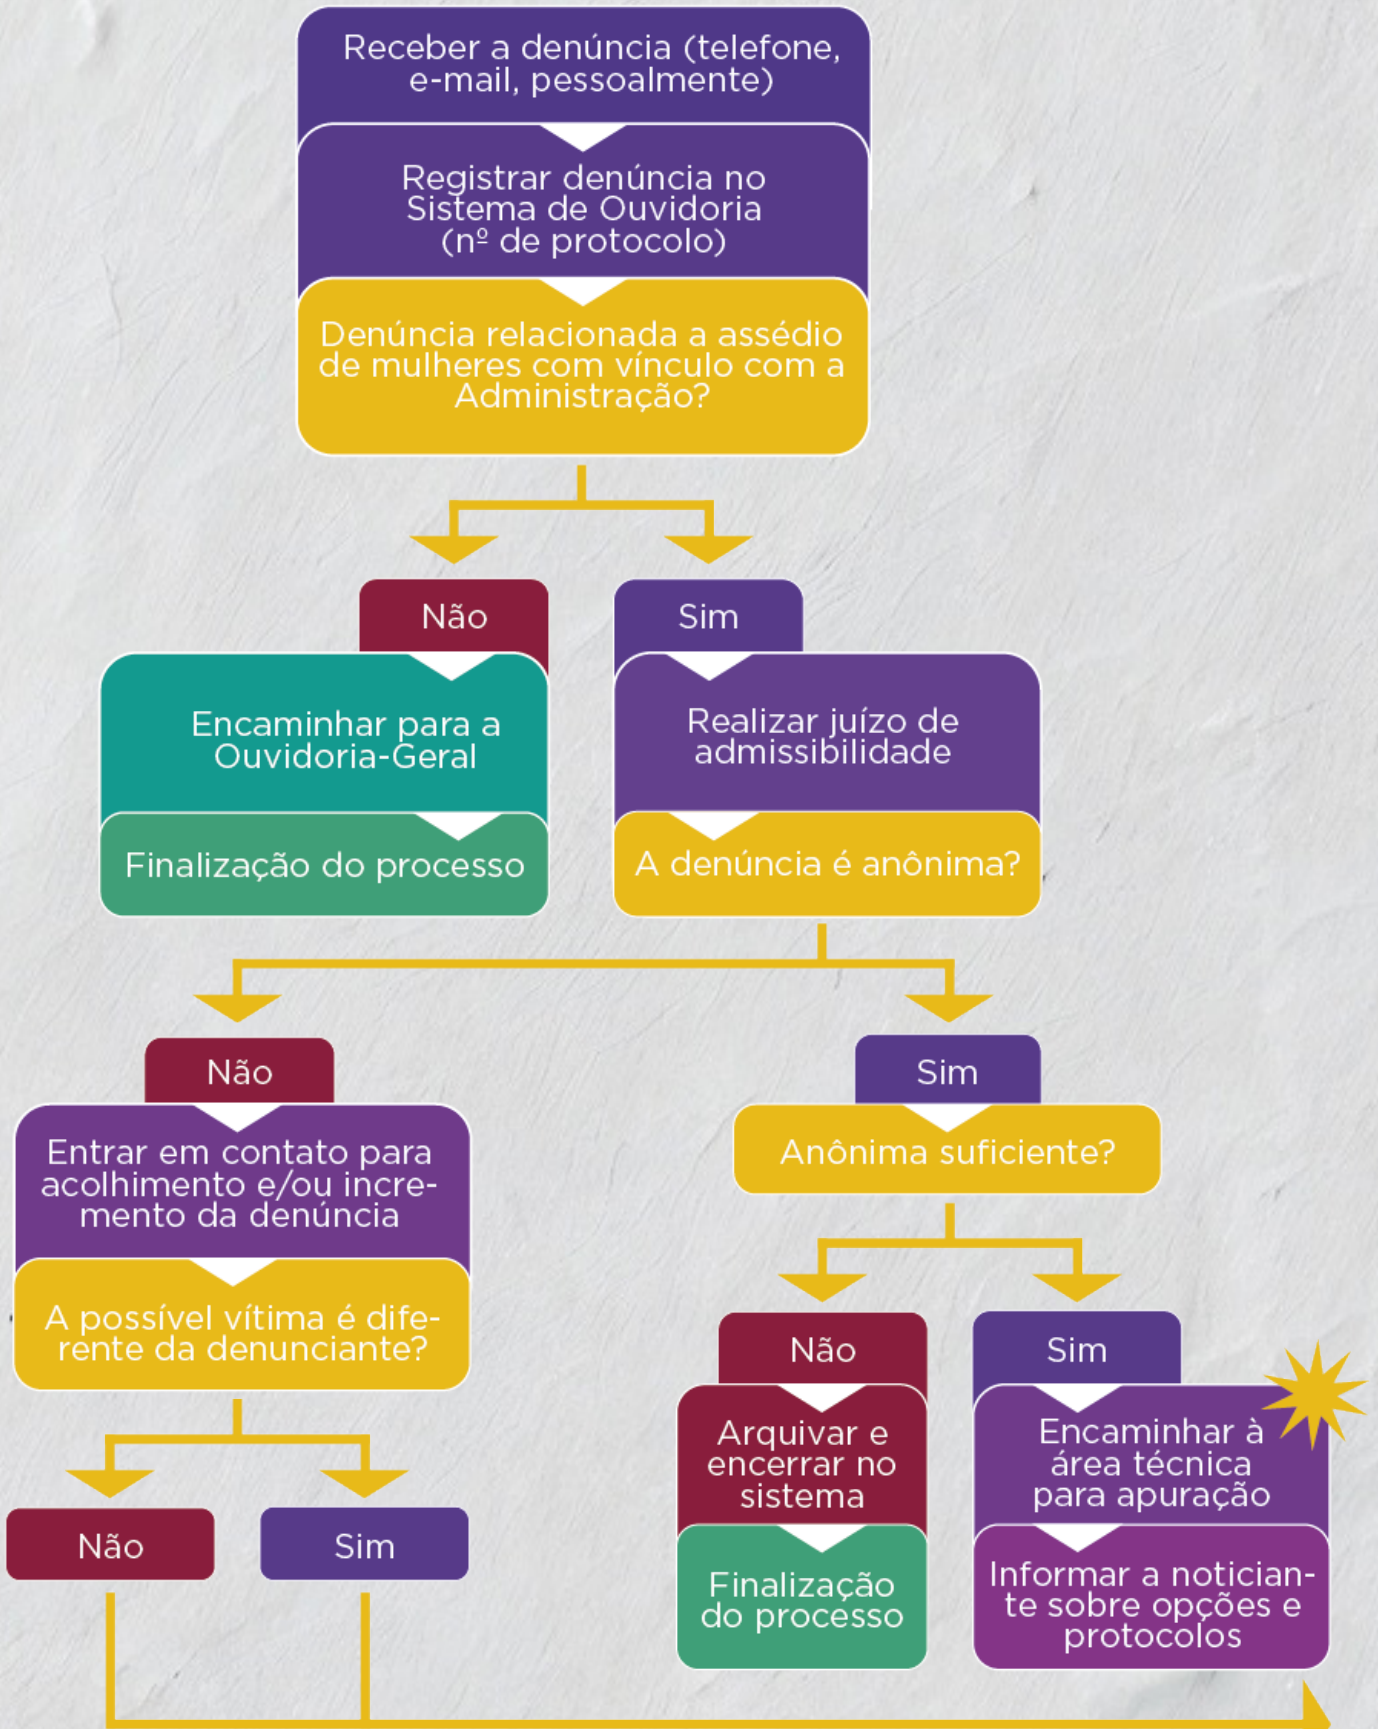 Receber a denúncia (telefone,
e-mail, pessoalmente)
Registrar denúncia no
Sistema de Ouvidoria
(nº de protocolo)
Denúncia relacionada a assédio
de mulheres com vínculo com a
Administração?
Não
Sim
Encaminhar para a
Ouvidoria-Geral
Realizar juízo de
admissibilidade
Finalização do processo
A denúncia é anônima?
Não
Sim
Entrar em contato para
acolhimento e/ou incre-
mento da denúncia
Anônima suficiente?
A possível vítima é dife-
rente da denunciante?
Não
Sim
Arquivar e
encerrar no
sistema
Encaminhar à
área técnica
para apuração
Não
Sim
Finalização
do processo
Informar a notician-
te sobre opções e
protocolos